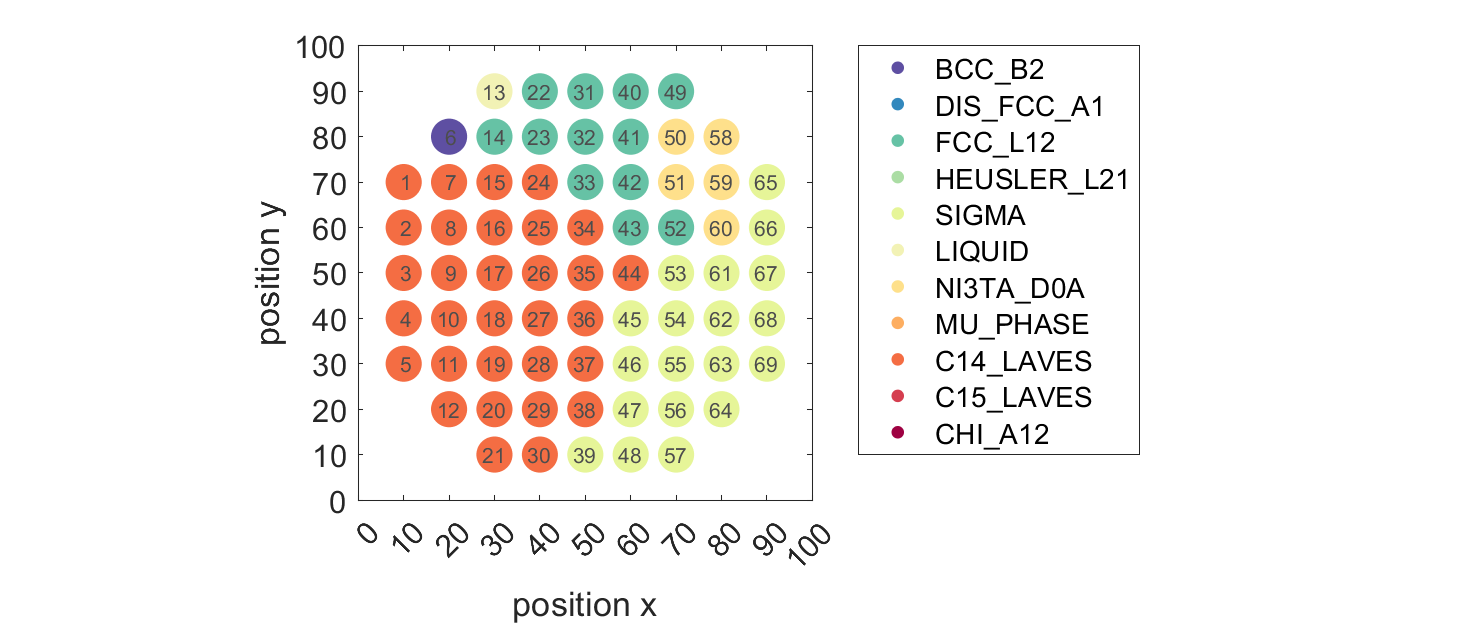 100
90
80
70
60
50
40
30
20
10
0
position y
13 22 31 40 49
6 14 23 32 41 50 58
1 7 15 24 33 42 51 59 65
2 8 16 25 34 43 52 60 66
3 9 17 26 35 44 53 61 67
4 10 18 27 36 45 54 62 68
5 11 19 28 37 46 55 63 69
12 20 29 38 47 56 64
21 30 39 48 57
0 10 20 30 40 50 60 70 80 90 100
position x
BCC_B2
DIS_FCC_A1
FCC_L12
HEUSLER_L21
SIGMA
LIQUID
NI3TA_D0A
MU_PHASE
C14_LAVES
C15_LAVES
CHI_A12